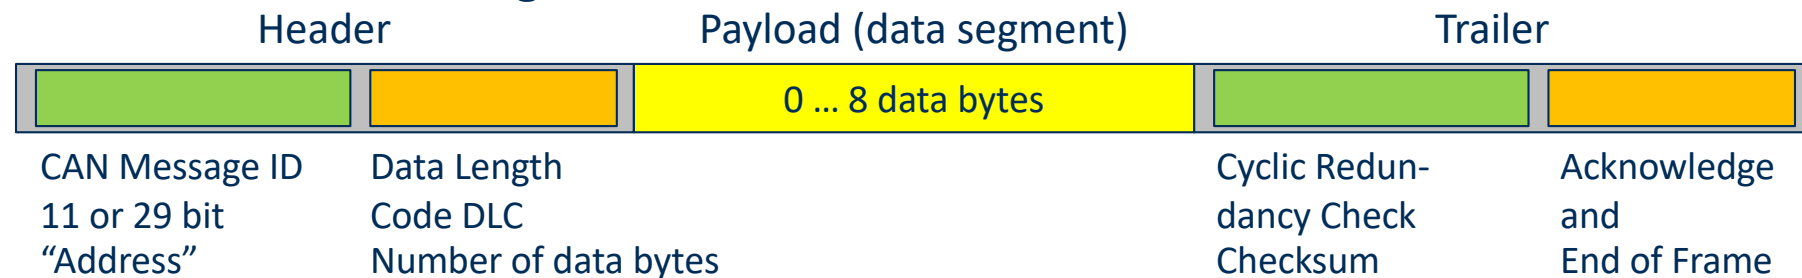 Header Payload (data segment) Trailer
0 … 8 data bytes
CAN Message ID
11 or 29 bit
“Address”
Data Length
Code DLC
Number of data bytes
Cyclic Redun-
dancy Check
Checksum
Acknowledge
and
End of Frame